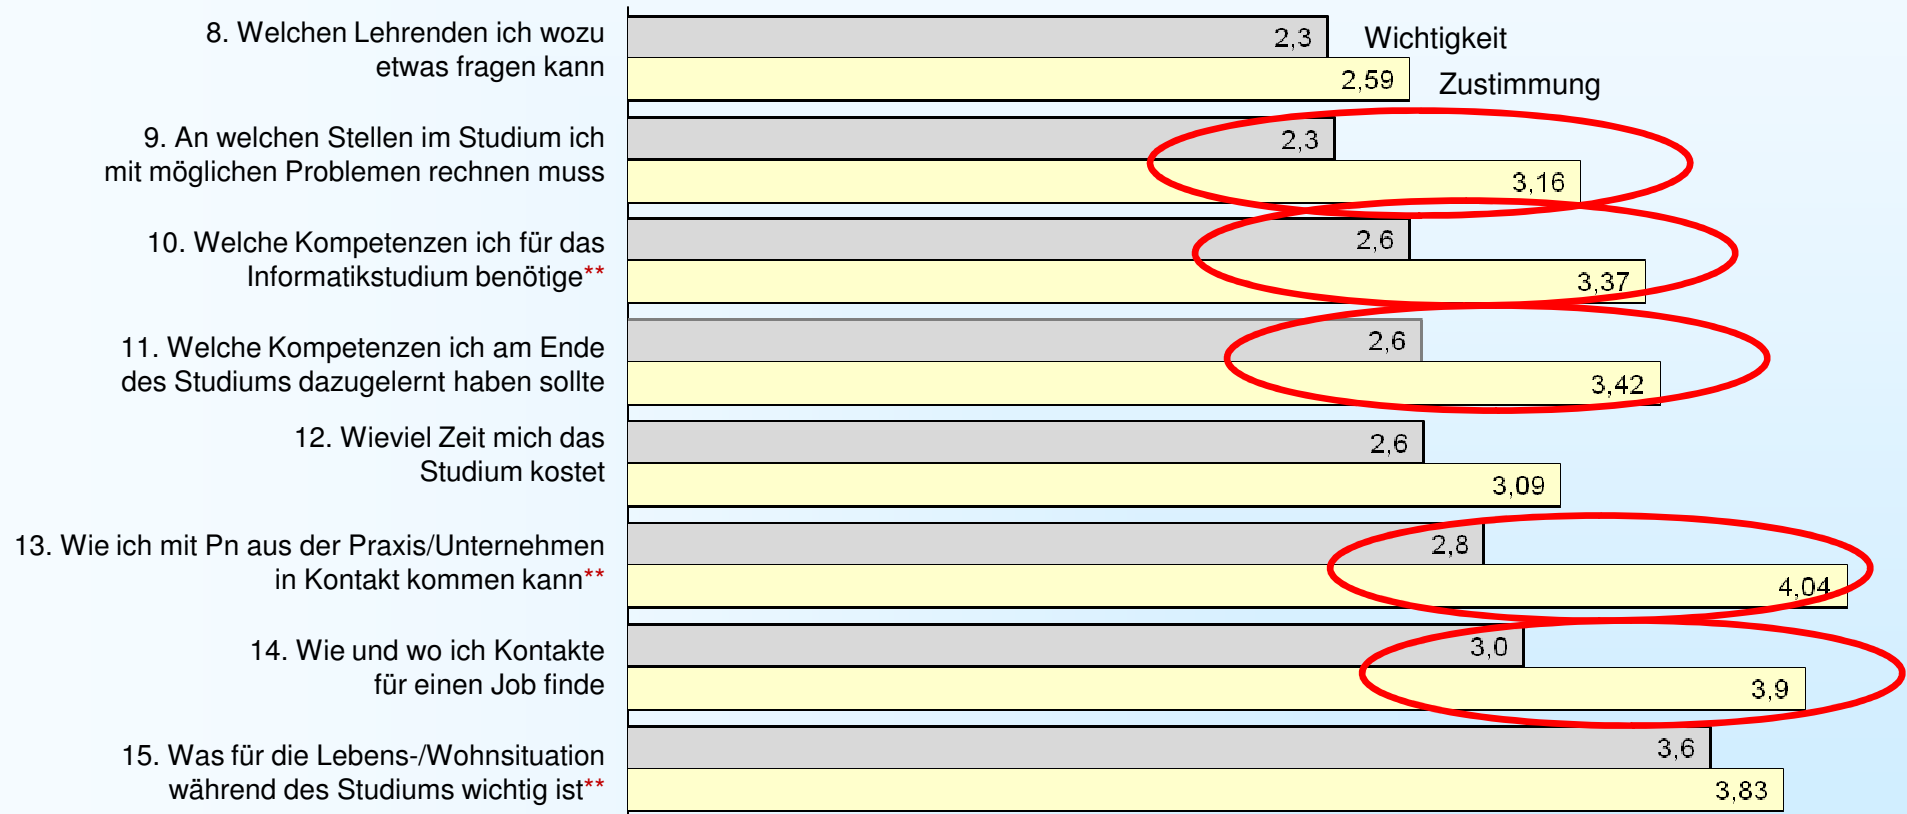 8. Welchen Lehrenden ich wozu
etwas fragen kann
2,3
Wichtigkeit
2,59
Zustimmung
9. An welchen Stellen im Studium ich
mit möglichen Problemen rechnen muss
2,3
3,16
10. Welche Kompetenzen ich für das
Informatikstudium benötige**
2,6
3,37
11. Welche Kompetenzen ich am Ende
des Studiums dazugelernt haben sollte
2,6
3,42
12. Wieviel Zeit mich das
Studium kostet
2,6
3,09
13. Wie ich mit Pn aus der Praxis/Unternehmen
in Kontakt kommen kann**
2,8
4,04
14. Wie und wo ich Kontakte
für einen Job finde
3,0
3,9
15. Was für die Lebens-/Wohnsituation
während des Studiums wichtig ist**
3,6
3,83